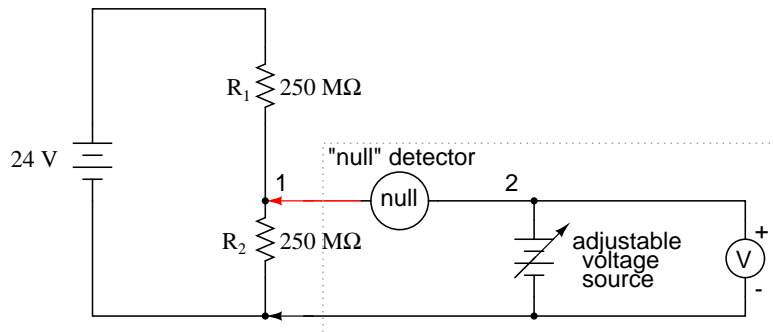 R1 250 MΩ
24 V
"null" detector
1
null
2
R2 250 MΩ
adjustable
voltage
source
+
V
-